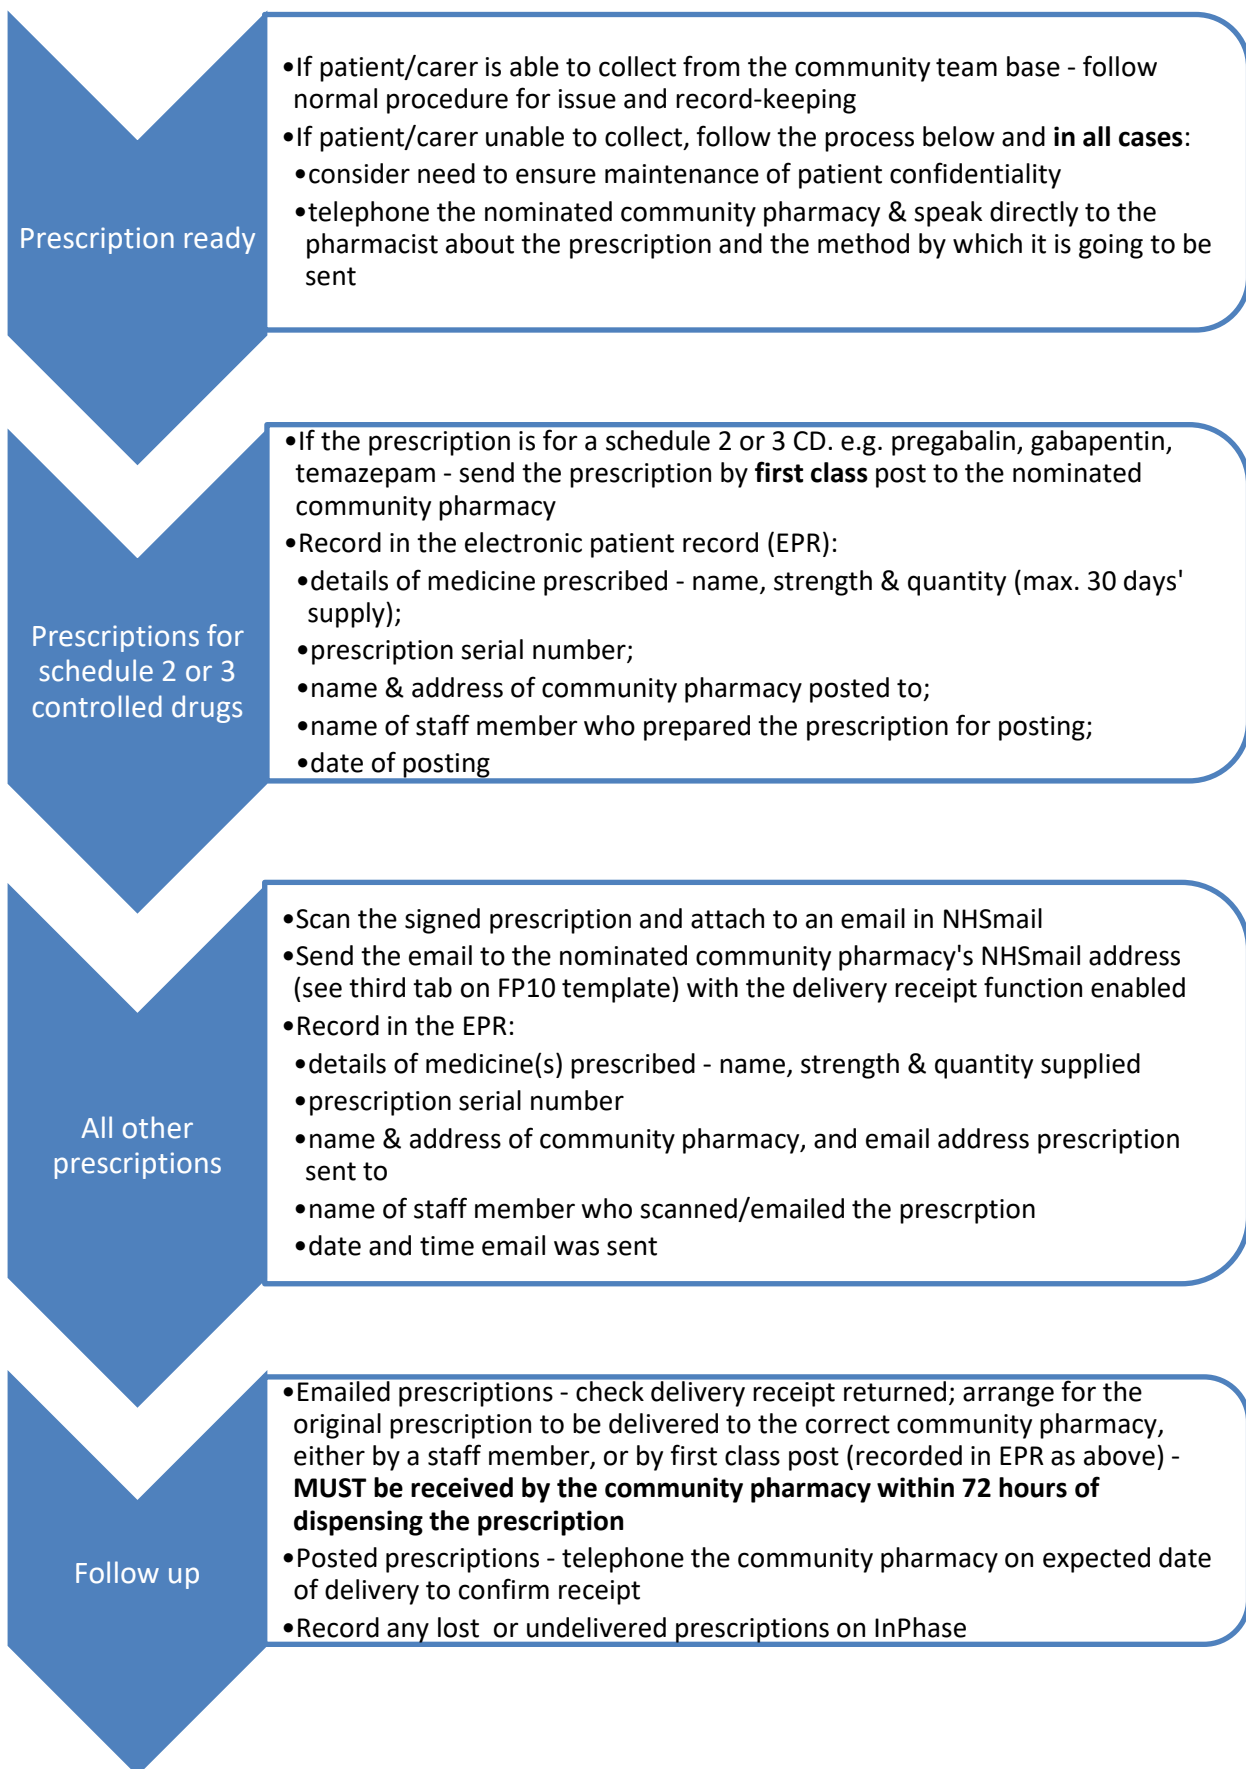 Prescription ready
•If patient/carer is able to collect from the community team base - follow
normal procedure for issue and record-keeping
•If patient/carer unable to collect, follow the process below and in all cases:
•consider need to ensure maintenance of patient confidentiality
•telephone the nominated community pharmacy & speak directly to the
pharmacist about the prescription and the method by which it is going to be
sent
Prescriptions for
schedule 2 or 3
controlled drugs
•If the prescription is for a schedule 2 or 3 CD. e.g. pregabalin, gabapentin,
temazepam - send the prescription by first class post to the nominated
community pharmacy
•Record in the electronic patient record (EPR):
•details of medicine prescribed - name, strength & quantity (max. 30 days'
supply);
•prescription serial number;
•name & address of community pharmacy posted to;
•name of staff member who prepared the prescription for posting;
•date of posting
All other
prescriptions
•Scan the signed prescription and attach to an email in NHSmail
•Send the email to the nominated community pharmacy's NHSmail address
(see third tab on FP10 template) with the delivery receipt function enabled
•Record in the EPR:
•details of medicine(s) prescribed - name, strength & quantity supplied
•prescription serial number
•name & address of community pharmacy, and email address prescription
sent to
•name of staff member who scanned/emailed the prescrption
•date and time email was sent
Follow up
•Emailed prescriptions - check delivery receipt returned; arrange for the
original prescription to be delivered to the correct community pharmacy,
either by a staff member, or by first class post (recorded in EPR as above) -
MUST be received by the community pharmacy within 72 hours of
dispensing the prescription
•Posted prescriptions - telephone the community pharmacy on expected date
of delivery to confirm receipt
•Record any lost  or undelivered prescriptions on InPhase